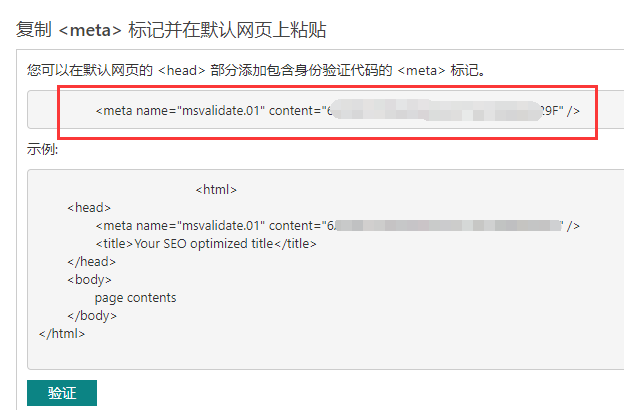 复制 <meta> 标记并在默认网页上粘贴
您可以在默认网页的 <head> 部分添加包含身份验证代码的 <meta> 标记。
<meta name="msvalidate.01" content="6 29F" />
示例:
<html>
<head>
<meta name="msvalidate.01" content="6 " />
<title>Your SEO optimized title</title>
</head>
<body>
page contents
</body>
</html>
验证